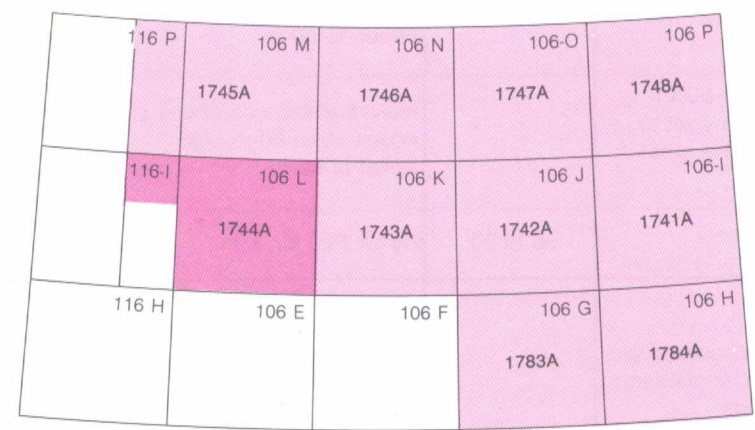 116 P 106 M 106 N 106-O 106 P
1745A 1746A 1747A 1748A
116-I 106 L 106 K 106 J 106-I
1744A 1743A 1742A 1741A
116 H 106 E 106 F 106 G 106 H
1783A 1784A